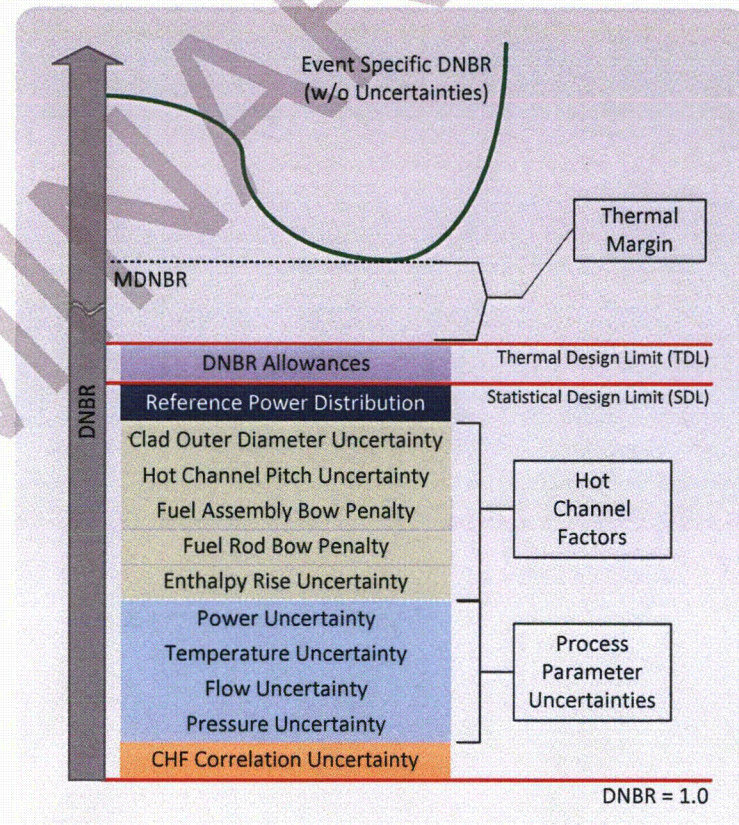 Event Specific DNBR
(w/o Uncertainties)
Thermal
Margin
MDNBR
DNBR
DNBR Allowances
Thermal Design Limit (TDL)
Reference Power Distribution
Statistical Design Limit (SDL)
Clad Outer Diameter Uncertainty
Hot Channel Pitch Uncertainty
Fuel Assembly Bow Penalty
Fuel Rod Bow Penalty
Enthalpy Rise Uncertainty
Hot
Channel
Factors
Power Uncertainty
Temperature Uncertainty
Flow Uncertainty
Pressure Uncertainty
Process
Parameter
Uncertainties
CHF Correlation Uncertainty
DNBR = 1.0